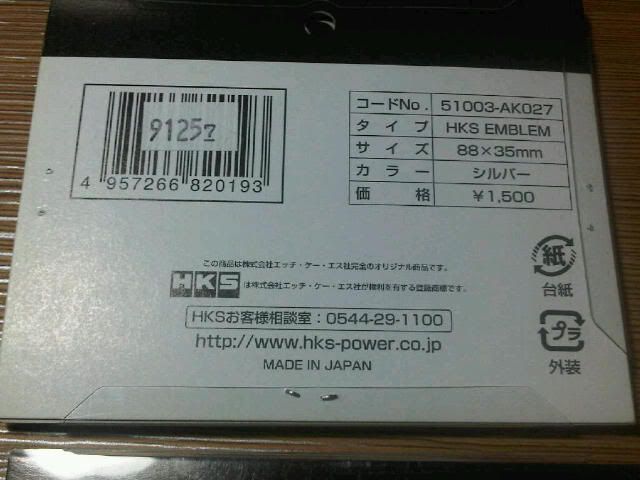 9125 マ
4 957266 820193
コードNo. 51003-AK027
タイプ HKS EMBLEM
サイズ 88×35mm
カラー シルバー
価格 ¥1,500
この商品は株式会社エッチ・ケー・エス社完全のオリジナル商品です。
HKS は株式会社エッチ・ケー・エス社が権利を有する登録商標です。
HKSお客様相談室：0544-29-1100
http://www.hks-power.co.jp
MADE IN JAPAN
紙
台紙
プラ
外装